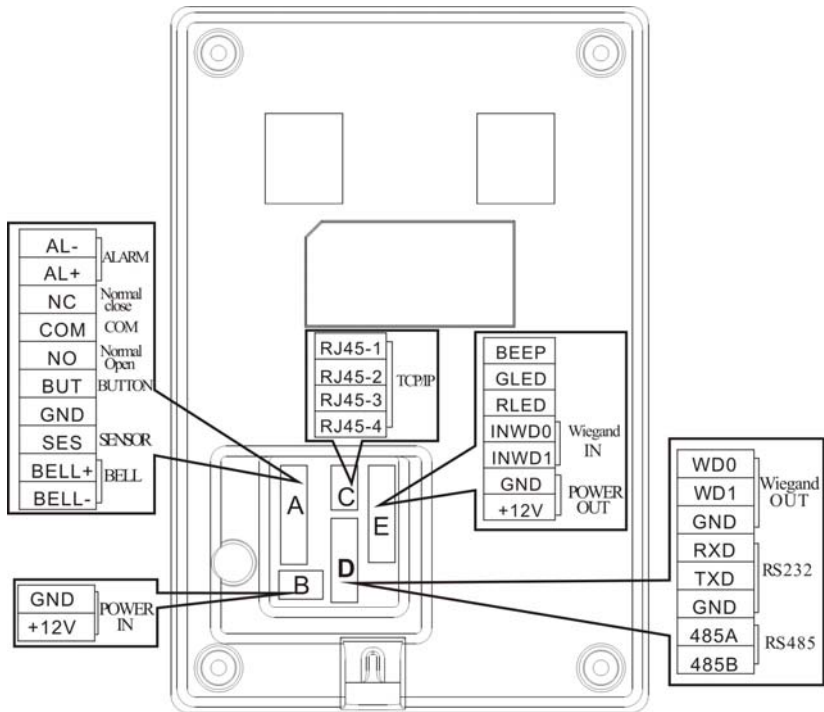 AL-
AL+
ALARM
NC
Normal
close
COM
COM
NO
Normal
Open
BUT
BUTTON
GND
SES
SENSOR
BELL+
BELL-
BELL
RJ45-1
RJ45-2
RJ45-3
RJ45-4
TCP/IP
BEEP
GLED
RLED
INWD0
INWD1
Wiegand
IN
GND
+12V
POWER
OUT
WD0
WD1
GND
Wiegand
OUT
RXD
TXD
GND
RS232
485A
485B
RS485
GND
+12V
POWER
IN
A
B
C
D
E